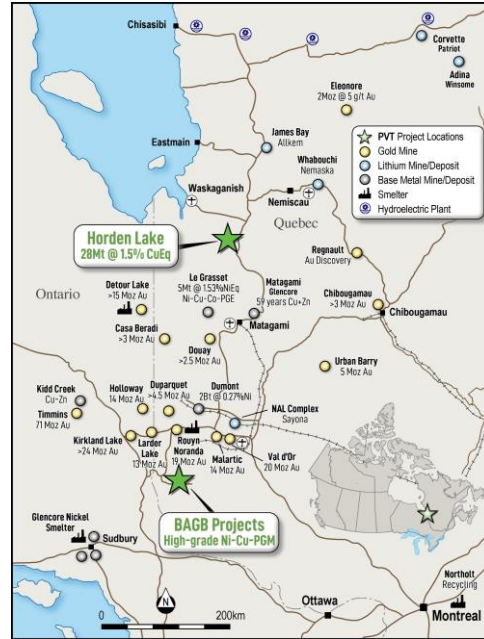 Chisasibi
Corvette
Patriot
Adina
Winsome
Eleonore
2Moz @ 5 g/t Au
PVT Project Locations
Gold Mine
Lithium Mine/Deposit
Base Metal Mine/Deposit
Smelter
Hydroelectric Plant
Eastmain
James Bay
Allkem
Whabouchi
Nemaska
Waskaganish
Nemiscau
Quebec
Horden Lake
28Mt @ 1.5% CuEq
Regnault
Au Discovery
Ontario
Detour Lake
>15 Moz Au
Le Grasset
5Mt @ 1.53%NiEq
Ni-Cu-Co-PGE
Matagami
Glencore
59 years Cu+Zn
Chibougamau
>3 Moz Au
Chibougamau
Matagami
Casa Beradi
>3 Moz Au
Douay
>2.5 Moz Au
Urban Barry
5 Moz Au
Kidd Creek
Cu-Zn
Timmins
71 Moz Au
Holloway
14 Moz Au
Duparquet
>4.5 Moz Au
Dumont
2Bt @ 0.27%Ni
NAL Complex
Sayona
Kirkland Lake
>24 Moz Au
Larder
Lake
13 Moz Au
Rouyn
Noranda
19 Moz Au
Malartic
14 Moz Au
Val d'Or
20 Moz Au
BAGB Projects
High-grade Ni-Cu-PGM
Glencore Nickel
Smelter
Sudbury
N
0
200km
Ottawa
Northolt
Recycling
Montreal